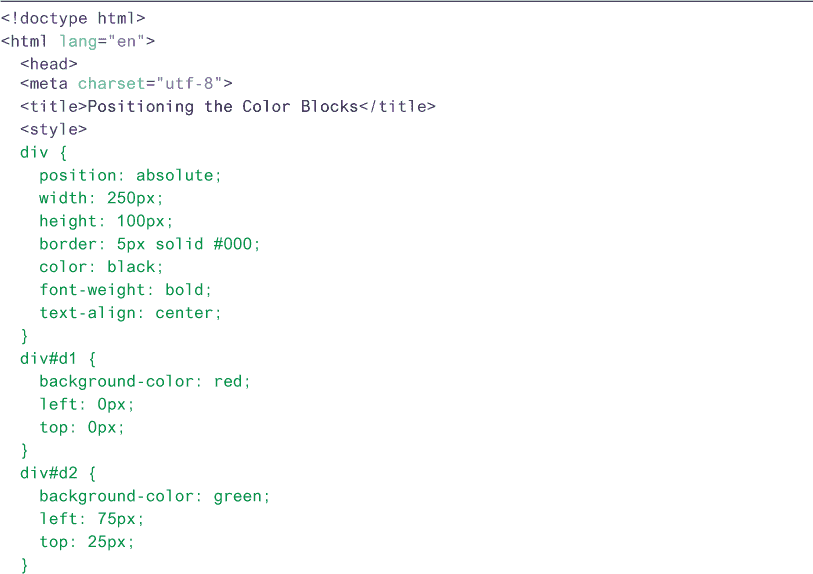 <!doctype html>
<html lang="en">
<head>
<meta charset="utf-8">
<title>Positioning the Color Blocks</title>
<style>
div {
position: absolute;
width: 250px;
height: 100px;
border: 5px solid #000;
color: black;
font-weight: bold;
text-align: center;
}
div#d1 {
background-color: red;
left: 0px;
top: 0px;
}
div#d2 {
background-color: green;
left: 75px;
top: 25px;
}